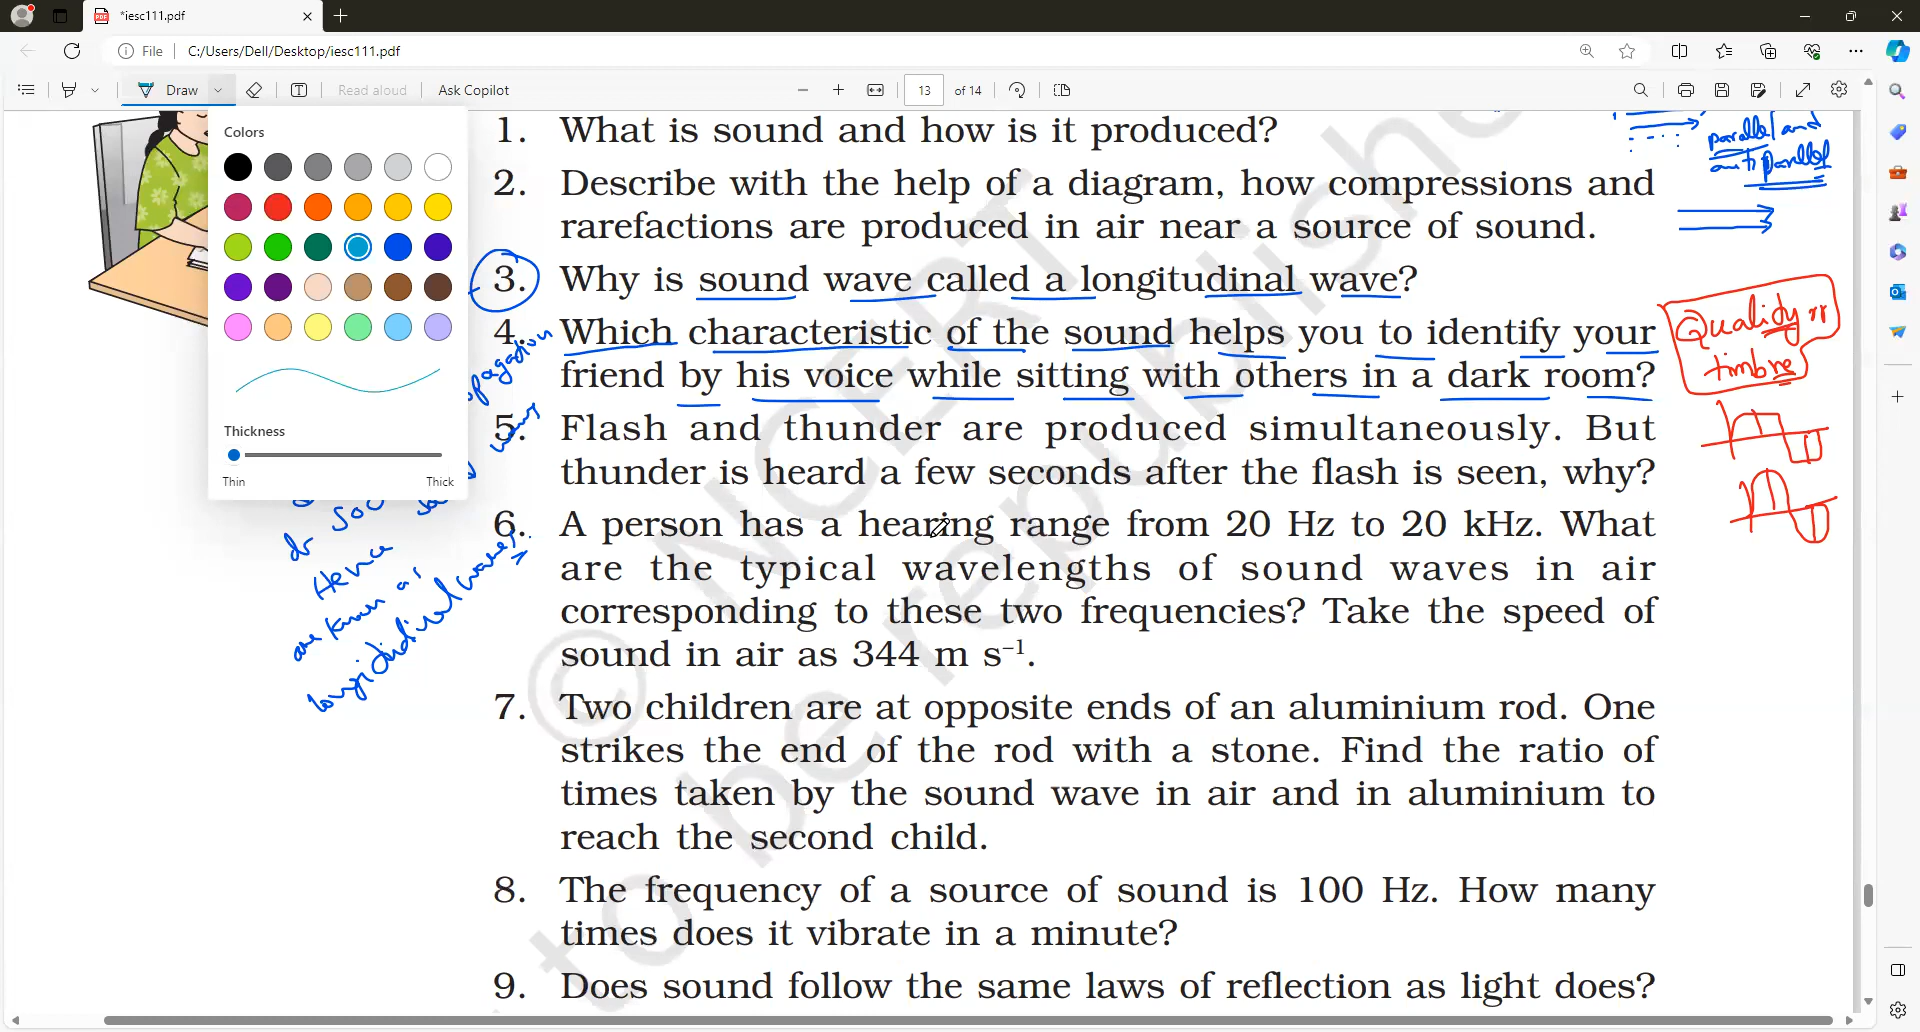 *iesc111.pdf
File
C:/Users/Dell/Desktop/iesc111.pdf
Draw
Read aloud
Ask Copilot
13
of 14
Colors
Thickness
Thin
Thick
1. What is sound and how is it produced?
2. Describe with the help of a diagram, how compressions and
rarefactions are produced in air near a source of sound.
3. Why is sound wave called a longitudinal wave?
4. Which characteristic of the sound helps you to identify your
friend by his voice while sitting with others in a dark room?
5. Flash and thunder are produced simultaneously. But
thunder is heard a few seconds after the flash is seen, why?
6. A person has a hearing range from 20 Hz to 20 kHz. What
are the typical wavelengths of sound waves in air
corresponding to these two frequencies? Take the speed of
sound in air as 344 m s⁻¹.
7. Two children are at opposite ends of an aluminium rod. One
strikes the end of the rod with a stone. Find the ratio of
times taken by the sound wave in air and in aluminium to
reach the second child.
8. The frequency of a source of sound is 100 Hz. How many
times does it vibrate in a minute?
9. Does sound follow the same laws of reflection as light does?
parallel and
anti parallel
Quality
timbre
Hence
are known as
longitudinal waves.
© NCERT
to be republished